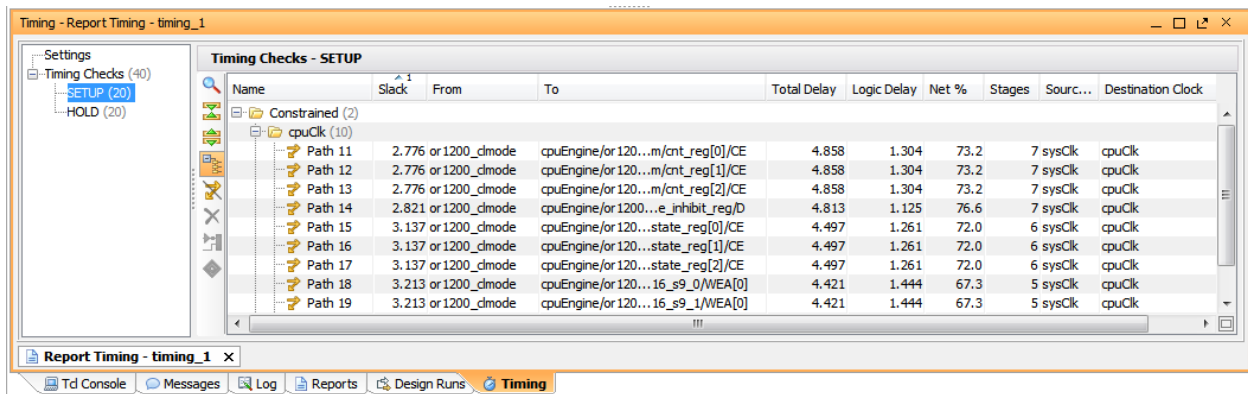 Timing - Report Timing - timing_1
Settings
Timing Checks (40)
SETUP (20)
HOLD (20)
Timing Checks - SETUP
Name Slack 1 From To Total Delay Logic Delay Net % Stages Sourc... Destination Clock
Constrained (2)
cpuClk (10)
Path 11 2.776 or1200_clmode cpuEngine/or120...m/cnt_reg[0]/CE 4.858 1.304 73.2 7 sysClk cpuClk
Path 12 2.776 or1200_clmode cpuEngine/or120...m/cnt_reg[1]/CE 4.858 1.304 73.2 7 sysClk cpuClk
Path 13 2.776 or1200_clmode cpuEngine/or120...m/cnt_reg[2]/CE 4.858 1.304 73.2 7 sysClk cpuClk
Path 14 2.821 or1200_clmode cpuEngine/or1200...e_inhibit_reg/D 4.813 1.125 76.6 7 sysClk cpuClk
Path 15 3.137 or1200_clmode cpuEngine/or120...state_reg[0]/CE 4.497 1.261 72.0 6 sysClk cpuClk
Path 16 3.137 or1200_clmode cpuEngine/or120...state_reg[1]/CE 4.497 1.261 72.0 6 sysClk cpuClk
Path 17 3.137 or1200_clmode cpuEngine/or120...state_reg[2]/CE 4.497 1.261 72.0 6 sysClk cpuClk
Path 18 3.213 or1200_clmode cpuEngine/or120...16_s9_0/WEA[0] 4.421 1.444 67.3 5 sysClk cpuClk
Path 19 3.213 or1200_clmode cpuEngine/or120...16_s9_1/WEA[0] 4.421 1.444 67.3 5 sysClk cpuClk
Report Timing - timing_1
Tcl Console Messages Log Reports Design Runs Timing